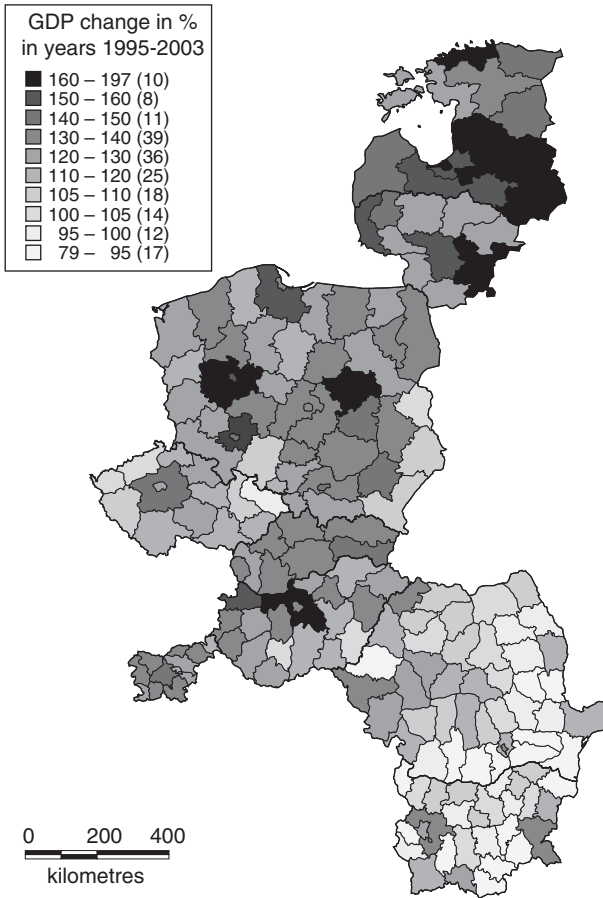 GDP change in %
in years 1995-2003
160 – 197 (10)
150 – 160 (8)
140 – 150 (11)
130 – 140 (39)
120 – 130 (36)
110 – 120 (25)
105 – 110 (18)
100 – 105 (14)
95 – 100 (12)
79 – 95 (17)
0 200 400
kilometres